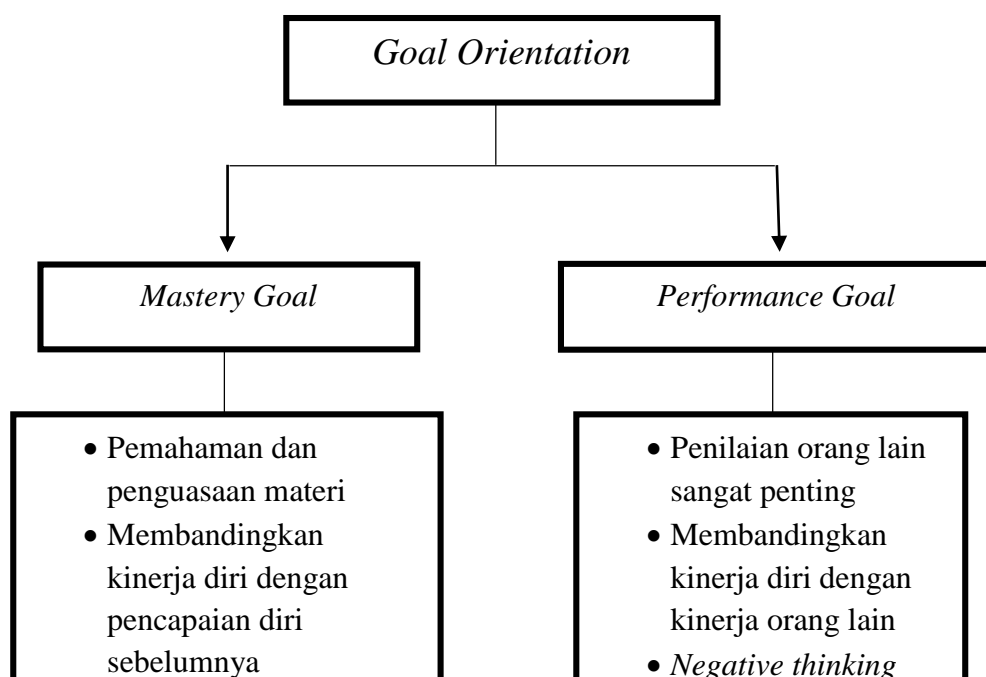 Goal Orientation
Mastery Goal
Performance Goal
• Pemahaman dan
penguasaan materi
• Membandingkan
kinerja diri dengan
pencapaian diri
sebelumnya
• Penilaian orang lain
sangat penting
• Membandingkan
kinerja diri dengan
kinerja orang lain
• Negative thinking